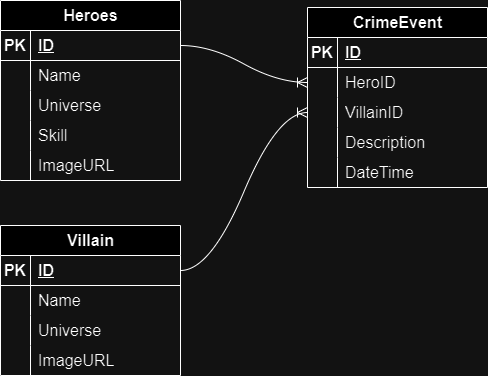 Heroes
PK ID
Name
Universe
Skill
ImageURL
CrimeEvent
PK ID
HeroID
VillainID
Description
DateTime
Villain
PK ID
Name
Universe
ImageURL